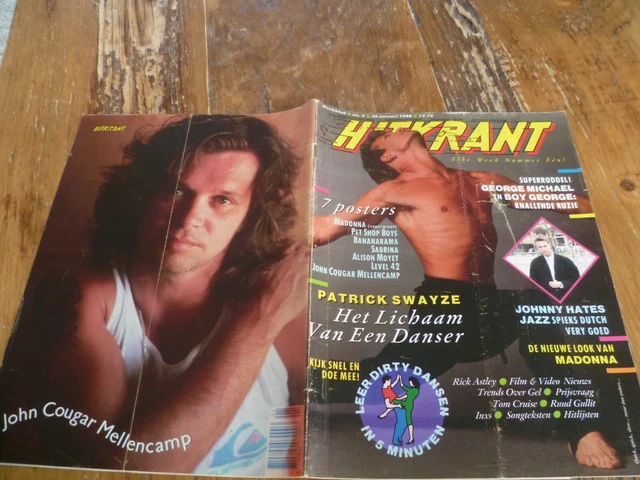 HITKRANT
John Cougar Mellencamp
januari 1988
HITKRANT
Elke Week Nummer Eén!
SUPERRODDEL!
GEORGE MICHAEL
EN BOY GEORGE:
KNALLENDE RUZIE
7 posters
MADONNA
PET SHOP BOYS
BANANARAMA
SABRINA
ALISON MOYET
LEVEL 42
JOHN COUGAR MELLENCAMP
PATRICK SWAYZE
Het Lichaam
Van Een Danser
JOHNNY HATES
JAZZ SPIEKS DUTCH
VERY GOED
DE NIEUWE LOOK VAN
MADONNA
KIJK SNEL EN
DOE MEE!
LEER DIRTY DANSEN
IN 5 MINUTEN
Rick Astley Film & Video Nieuws
Trends Over Gel Prijsvraag
Tom Cruise Ruud Gullit
Inxs Songteksten Hitlijsten